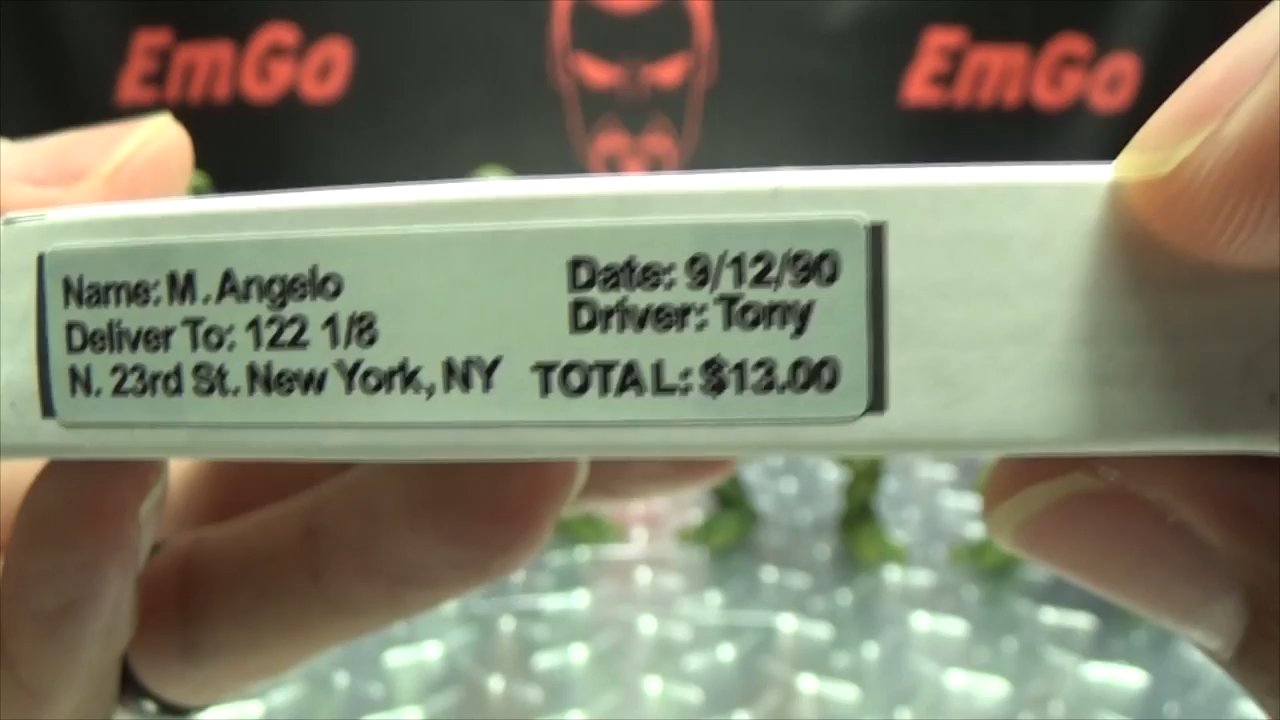 EmGo
EmGo
Name: M. Angelo
Deliver To: 122 1/8
N. 23rd St. New York, NY
Date: 9/12/90
Driver: Tony
TOTAL: $13.00